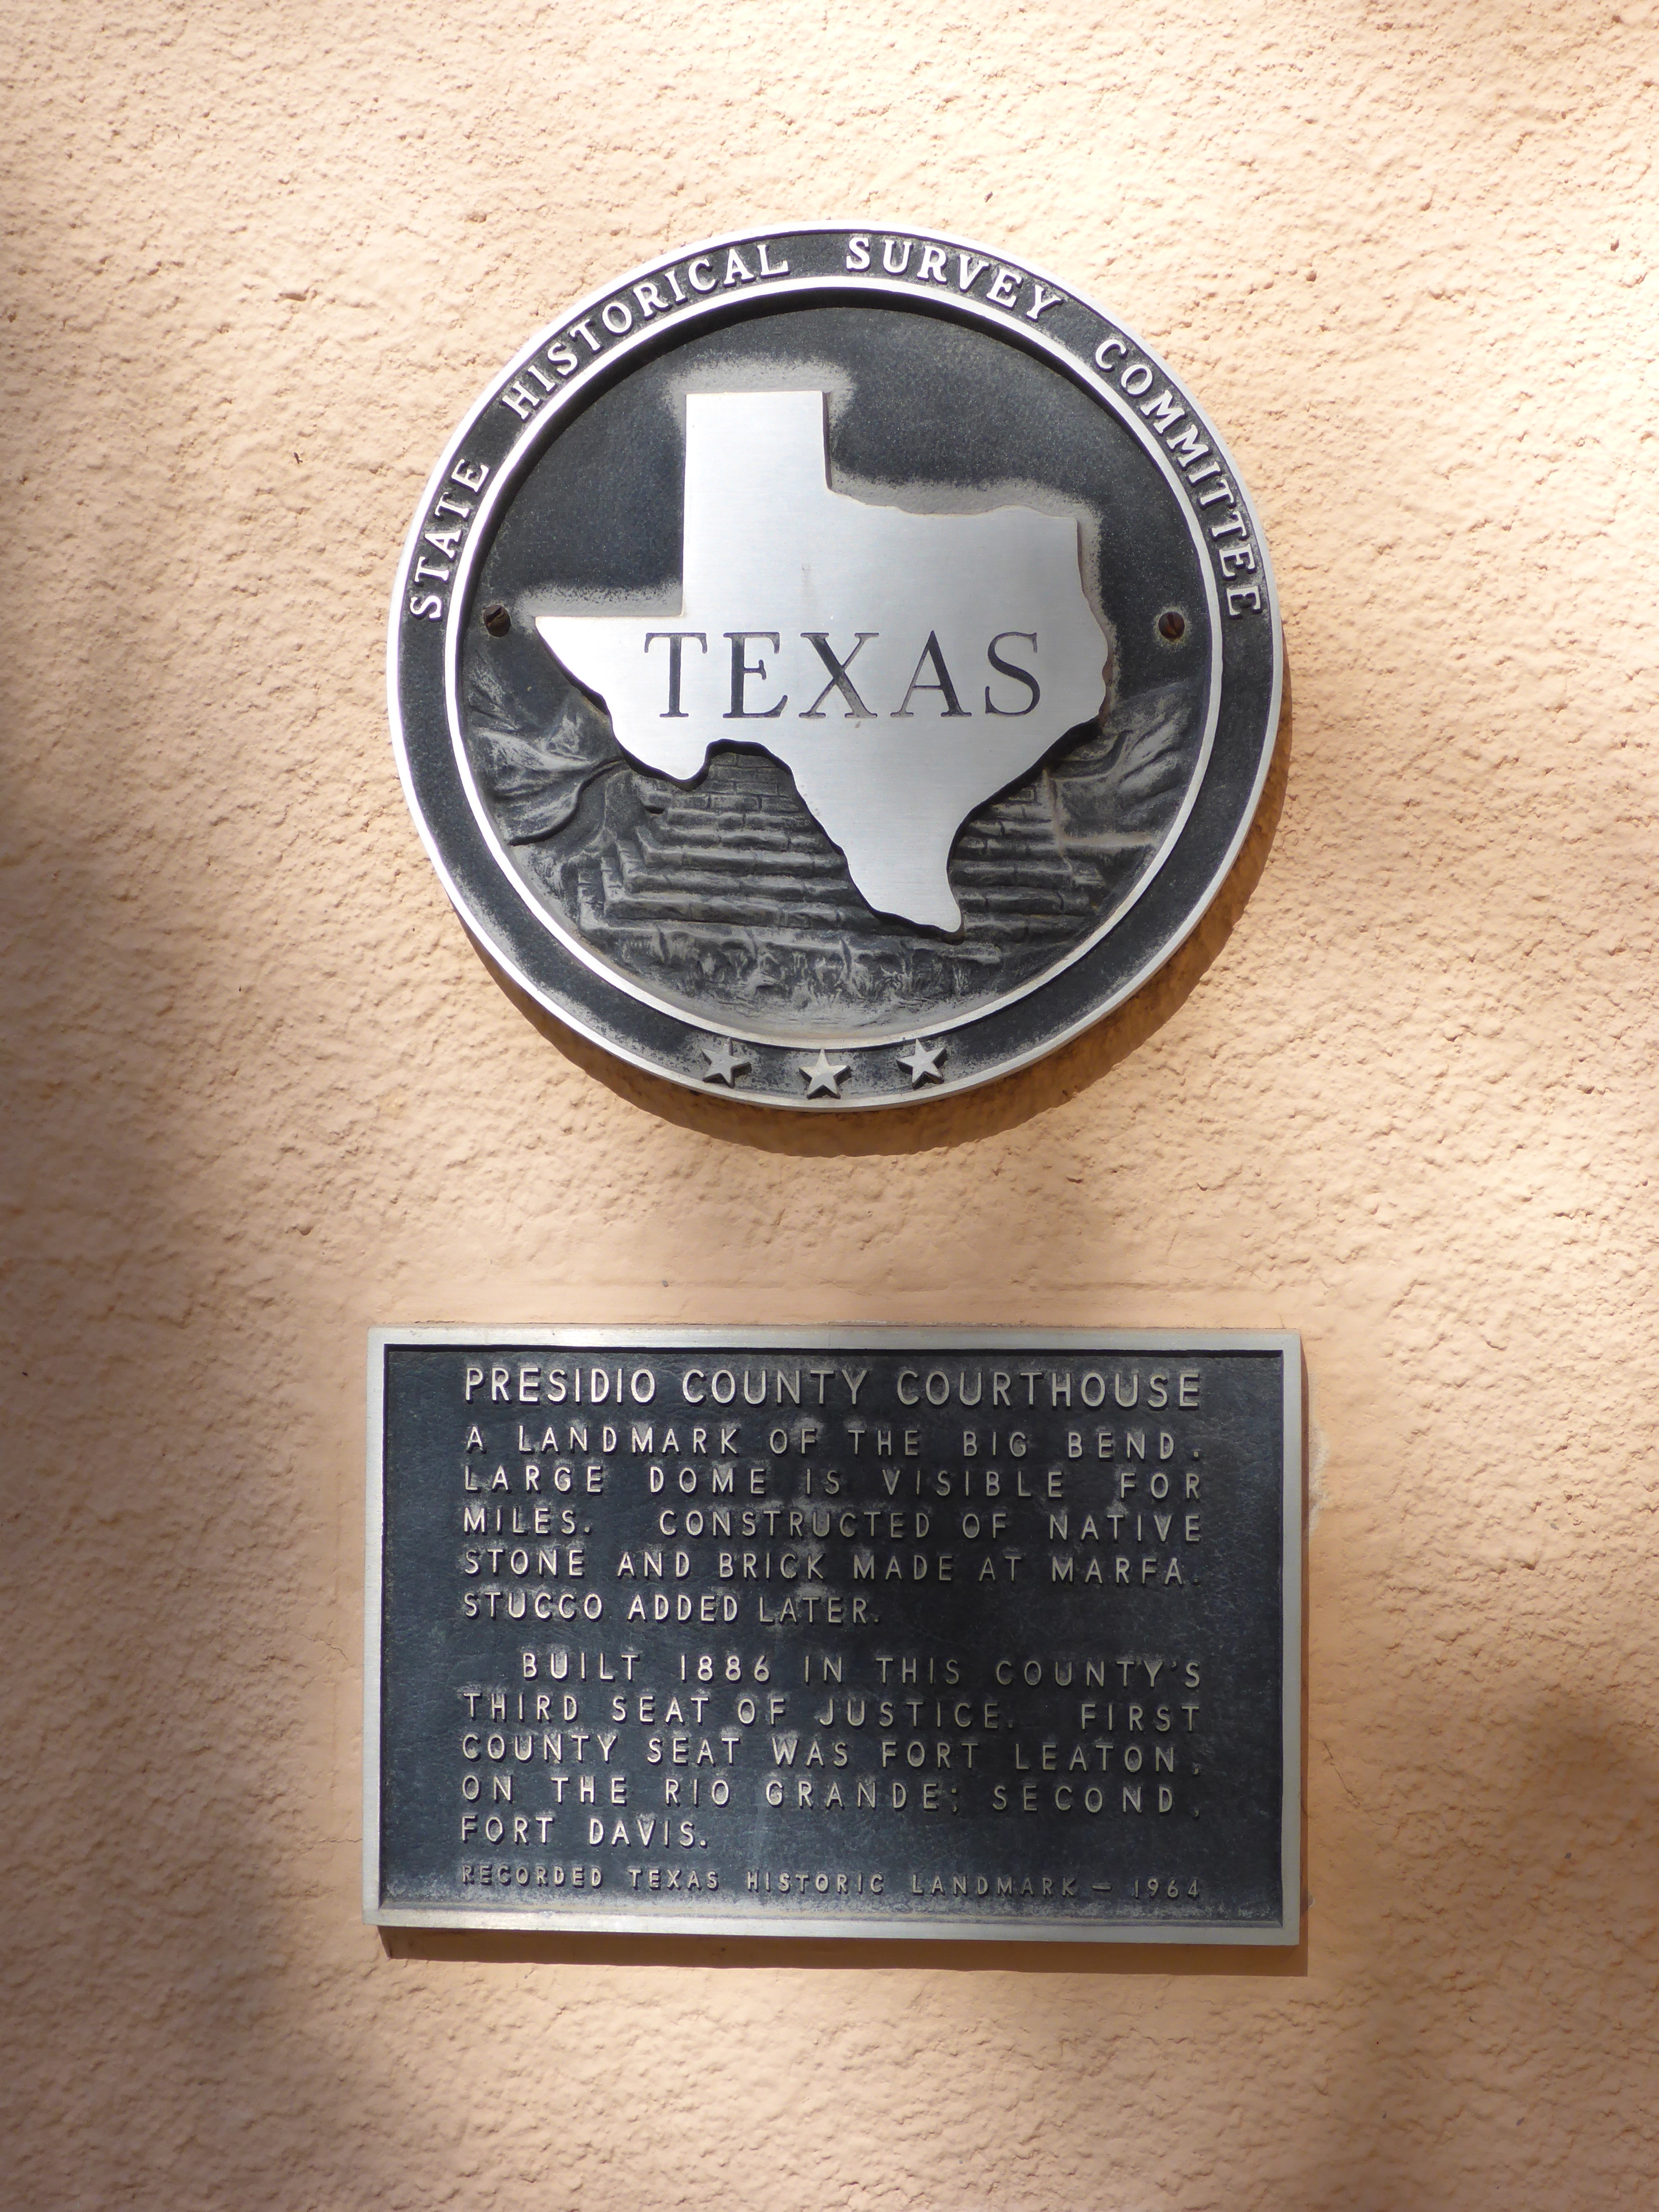 STATE HISTORICAL SURVEY COMMITTEE
TEXAS
PRESIDIO COUNTY COURTHOUSE
A LANDMARK OF THE BIG BEND.
LARGE DOME IS VISIBLE FOR
MILES. CONSTRUCTED OF NATIVE
STONE AND BRICK MADE AT MARFA.
STUCCO ADDED LATER.
BUILT 1886 IN THIS COUNTY'S
THIRD SEAT OF JUSTICE. FIRST
COUNTY SEAT WAS FORT LEATON,
ON THE RIO GRANDE; SECOND,
FORT DAVIS.
RECORDED TEXAS HISTORIC LANDMARK – 1964